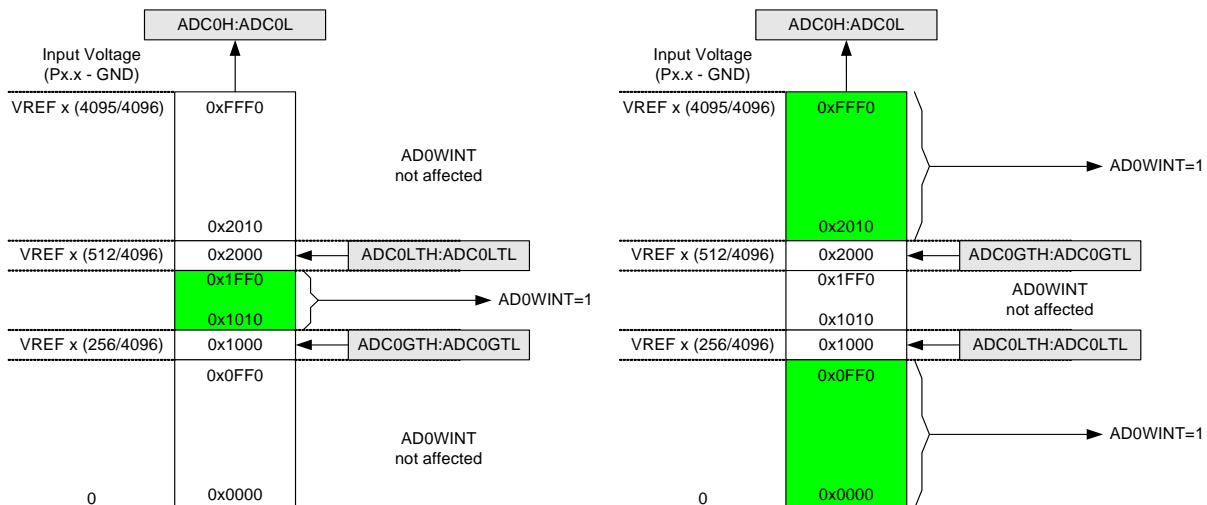 ADC0H:ADC0L
Input Voltage
(Px.x - GND)
VREF x (4095/4096)
0xFFF0
AD0WINT
not affected
0x2010
VREF x (512/4096)
0x2000
ADC0LTH:ADC0LTL
0x1FF0
AD0WINT=1
0x1010
VREF x (256/4096)
0x1000
ADC0GTH:ADC0GTL
0x0FF0
AD0WINT
not affected
0
0x0000
ADC0H:ADC0L
Input Voltage
(Px.x - GND)
VREF x (4095/4096)
0xFFF0
AD0WINT=1
0x2010
VREF x (512/4096)
0x2000
ADC0GTH:ADC0GTL
0x1FF0
AD0WINT
not affected
0x1010
VREF x (256/4096)
0x1000
ADC0LTH:ADC0LTL
0x0FF0
AD0WINT=1
0
0x0000